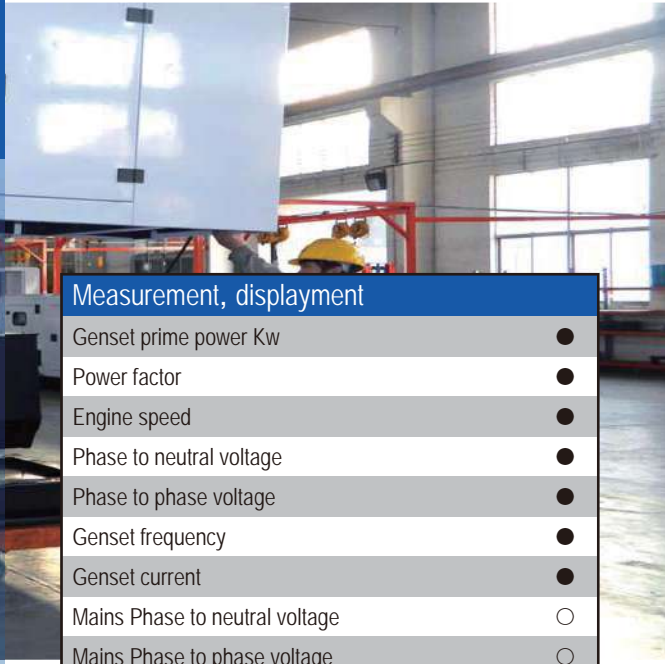 Measurement, displayment
Genset prime power Kw ●
Power factor ●
Engine speed ●
Phase to neutral voltage ●
Phase to phase voltage ●
Genset frequency ●
Genset current ●
Mains Phase to neutral voltage ○
Mains Phase to phase voltage ○